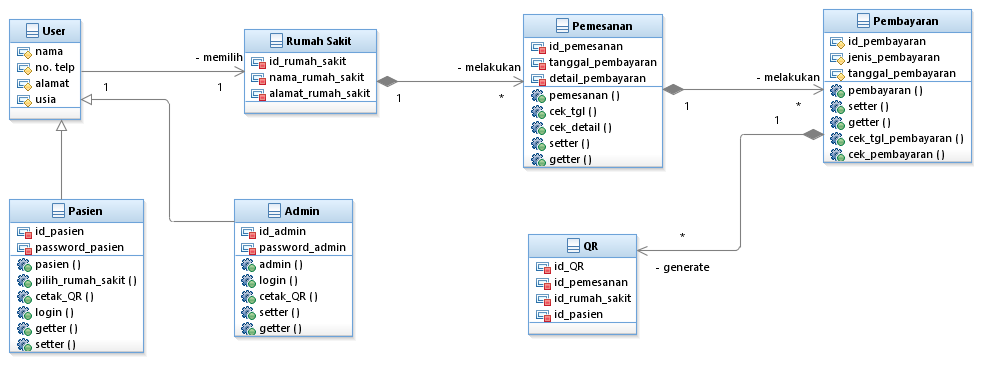 User
nama
no. telp
alamat
usia
- memilih
1
1
Rumah Sakit
id_rumah_sakit
nama_rumah_sakit
alamat_rumah_sakit
- melakukan
1
*
Pemesanan
id_pemesanan
tanggal_pembayaran
detail_pembayaran
pemesanan ( )
cek_tgl ( )
cek_detail ( )
setter ( )
getter ( )
- melakukan
1
*
Pembayaran
id_pembayaran
jenis_pembayaran
tanggal_pembayaran
pembayaran ( )
setter ( )
getter ( )
cek_tgl_pembayaran ( )
cek_pembayaran ( )
1
*
- generate
Pasien
id_pasien
password_pasien
pasien ( )
pilih_rumah_sakit ( )
cetak_QR ( )
login ( )
getter ( )
setter ( )
Admin
id_admin
password_admin
admin ( )
login ( )
cetak_QR ( )
setter ( )
getter ( )
QR
id_QR
id_pemesanan
id_rumah_sakit
id_pasien